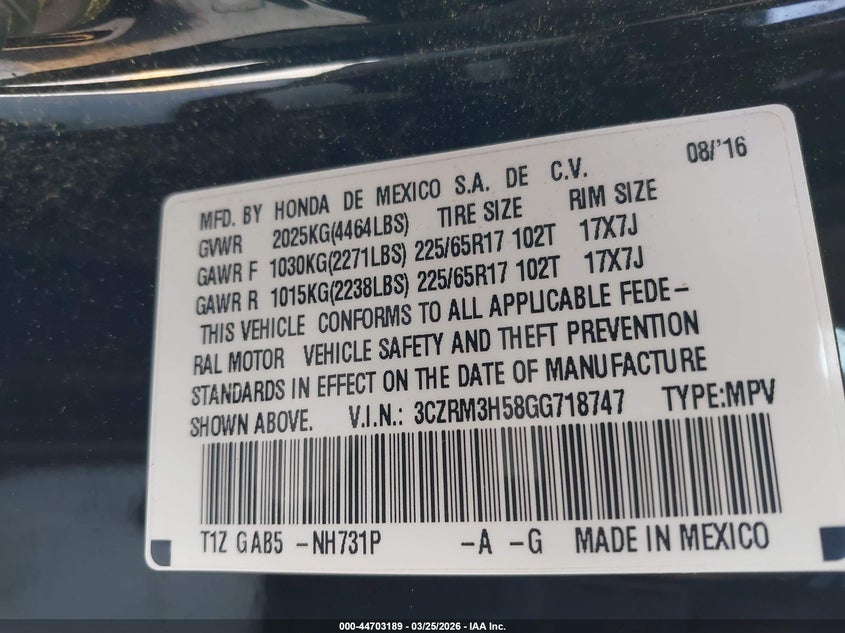 08/'16
MFD. BY HONDA DE MEXICO S.A. DE C.V.
GVWR 2025KG(4464LBS) TIRE SIZE RIM SIZE
GAWR F 1030KG(2271LBS) 225/65R17 102T 17X7J
GAWR R 1015KG(2238LBS) 225/65R17 102T 17X7J
THIS VEHICLE CONFORMS TO ALL APPLICABLE FEDE-
RAL MOTOR VEHICLE SAFETY AND THEFT PREVENTION
STANDARDS IN EFFECT ON THE DATE OF MANUFACTURE
SHOWN ABOVE. V.I.N.: 3CZRM3H58GG718747 TYPE:MPV
T1Z GAB5 -NH731P -A -G MADE IN MEXICO
000-44703189 - 03/25/2026 - IAA Inc.